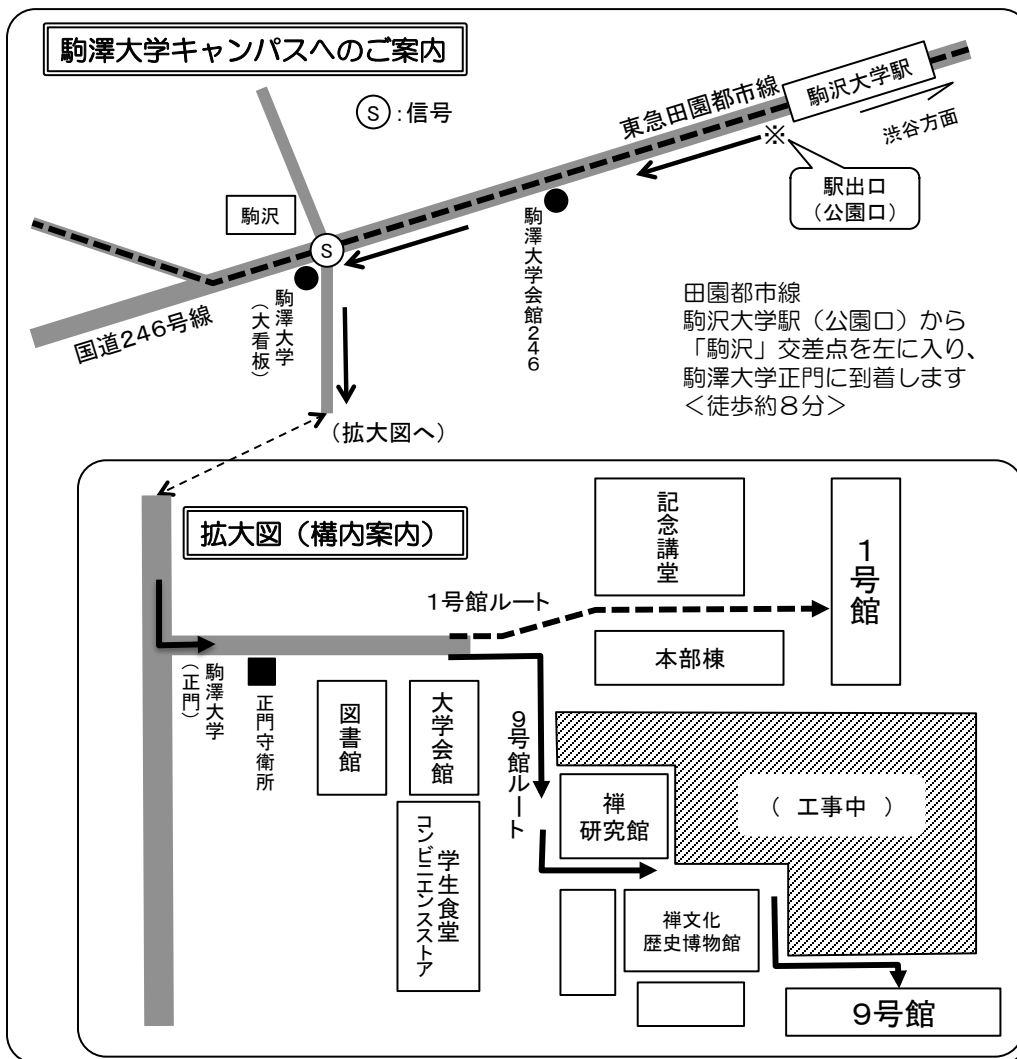 駒澤大学キャンパスへのご案内
S:信号
東急田園都市線
駒沢大学駅
渋谷方面
※
駅出口
(公園口)
駒沢
S
駒澤大学会館246
駒澤大学
(大看板)
国道246号線
田園都市線
駒沢大学駅(公園口)から
「駒沢」交差点を左に入り、
駒澤大学正門に到着します
<徒歩約8分>
(拡大図へ)
拡大図(構内案内)
記念講堂
1号館
1号館ルート
本部棟
駒澤大学
(正門)
正門守衛所
図書館
大学会館
9号館ルート
禅
研究館
(工事中)
学生食堂
コンビニエンスストア
禅文化
歴史博物館
9号館